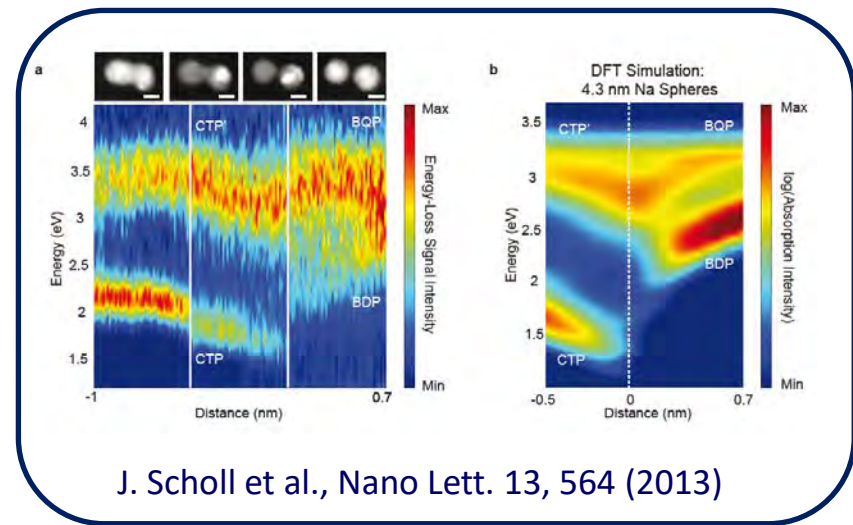 a
4
3.5
3
2.5
2
1.5
Energy (eV)
CTP'
BQP
BDP
CTP
-1
0.7
Distance (nm)
Max
Energy-Loss Signal Intensity
Min
b
DFT Simulation:
4.3 nm Na Spheres
3.5
3
2.5
2
1.5
Energy (eV)
CTP'
BQP
BDP
CTP
-0.5
0
0.7
Distance (nm)
Max
log(Absorption Intensity)
Min
J. Scholl et al., Nano Lett. 13, 564 (2013)